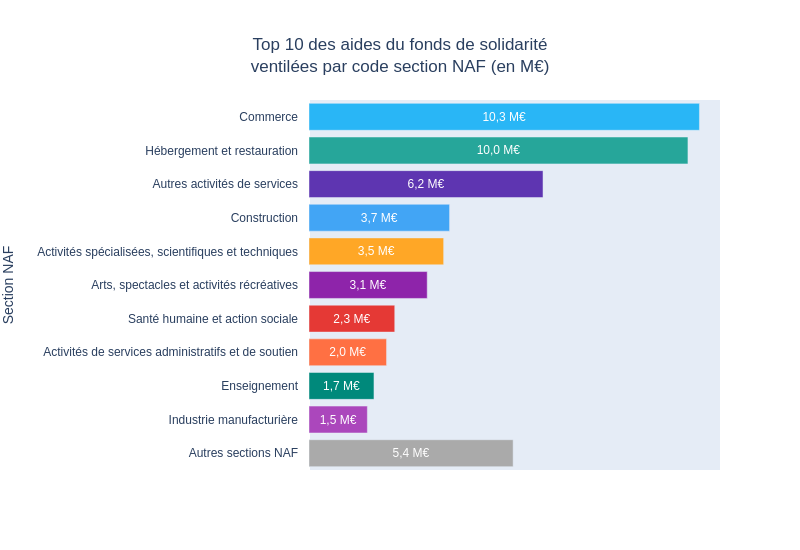 Top 10 des aides du fonds de solidarité
ventilées par code section NAF (en M€)
Section NAF
Commerce 10,3 M€
Hébergement et restauration 10,0 M€
Autres activités de services 6,2 M€
Construction 3,7 M€
Activités spécialisées, scientifiques et techniques 3,5 M€
Arts, spectacles et activités récréatives 3,1 M€
Santé humaine et action sociale 2,3 M€
Activités de services administratifs et de soutien 2,0 M€
Enseignement 1,7 M€
Industrie manufacturière 1,5 M€
Autres sections NAF 5,4 M€